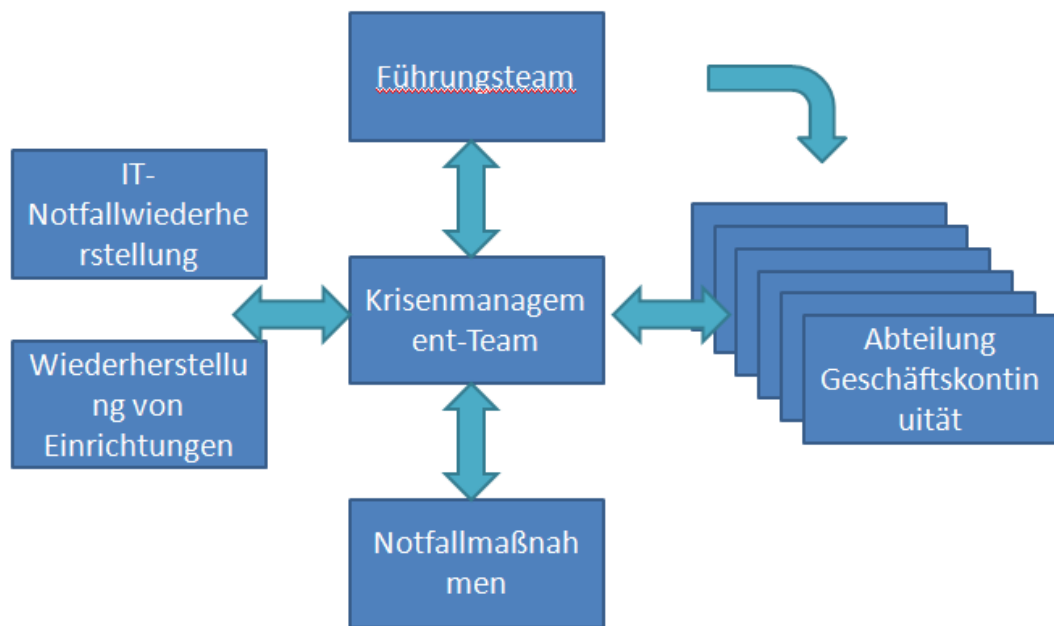 Führungsteam
IT-
Notfallwiederhe
rstellung
Krisenmanagem
ent-Team
Wiederherstellu
ng von
Einrichtungen
Abteilung
Geschäftskontin
uität
Notfallmaßnah
men